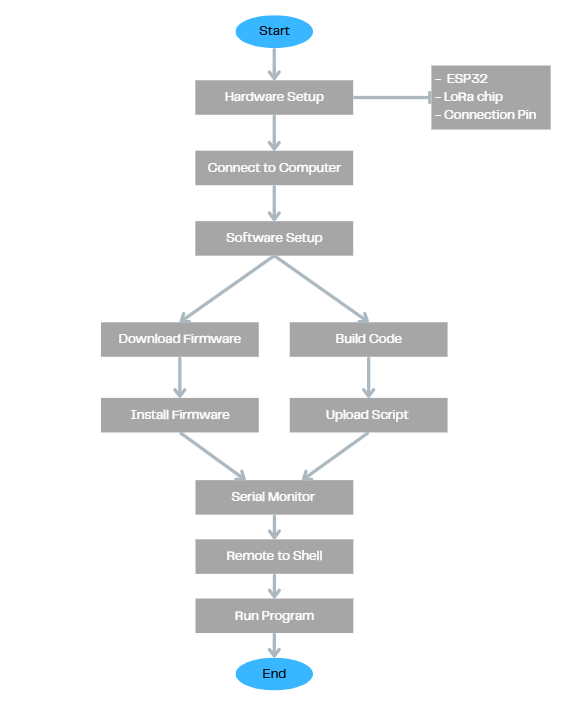 Start
Hardware Setup
- ESP32
- LoRa chip
- Connection Pin
Connect to Computer
Software Setup
Download Firmware
Build Code
Install Firmware
Upload Script
Serial Monitor
Remote to Shell
Run Program
End